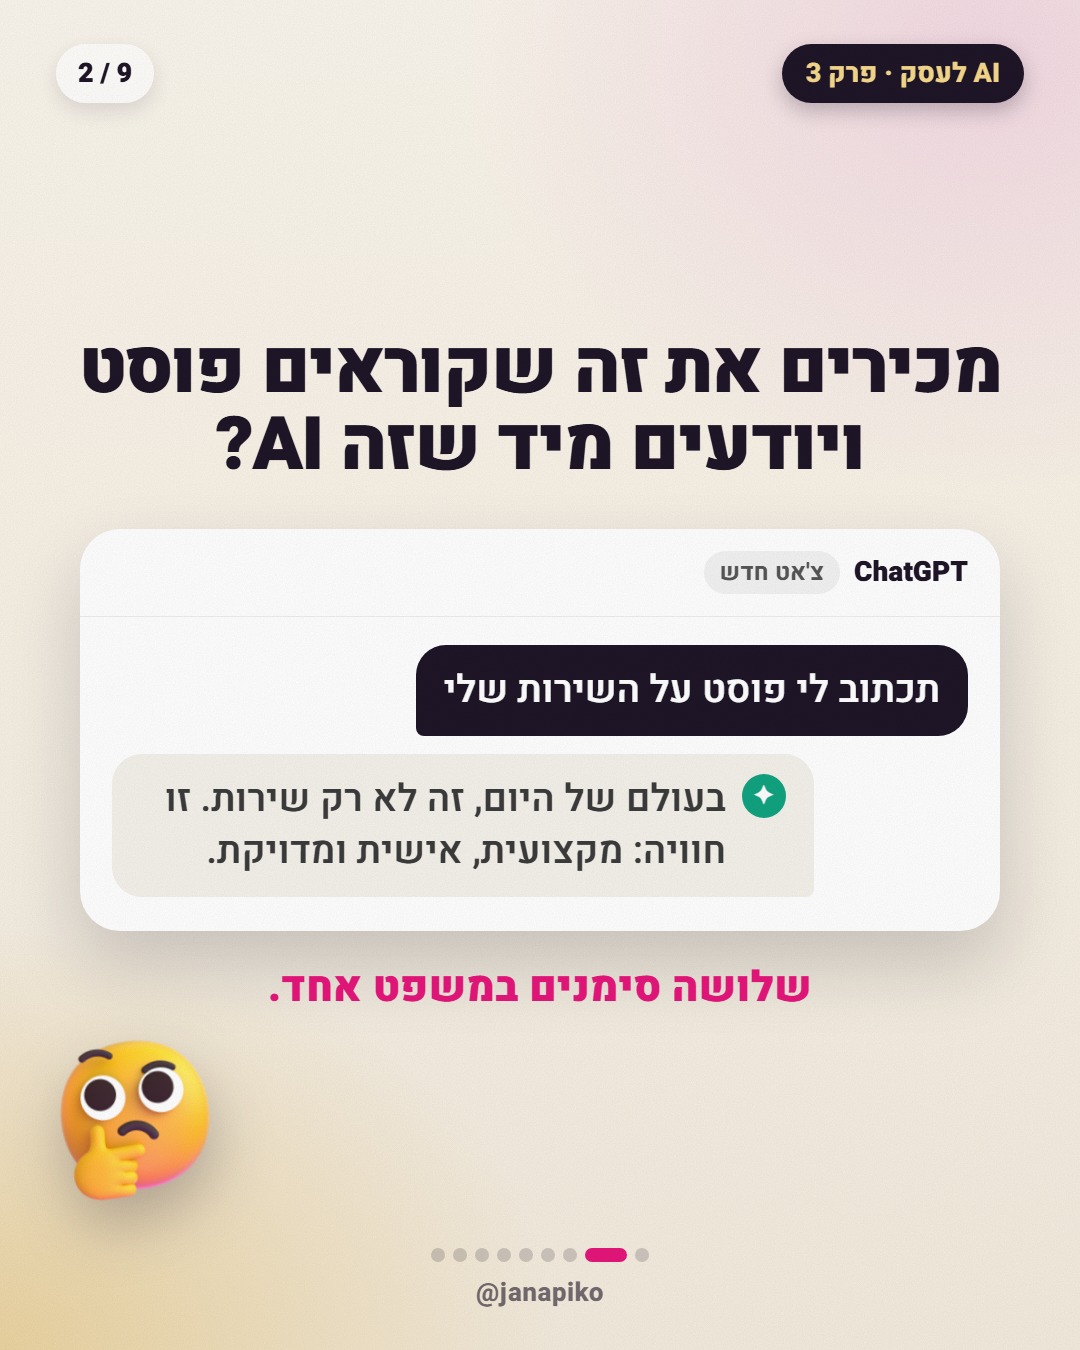 AI לעסק · פרק 3
2 / 9
מכירים את זה שקוראים פוסט
ויודעים מיד שזה AI?
ChatGPT צ'אט חדש
תכתוב לי פוסט על השירות שלי
בעולם של היום, זה לא רק שירות. זו
חוויה: מקצועית, אישית ומדויקת.
שלושה סימנים במשפט אחד.
@janapiko